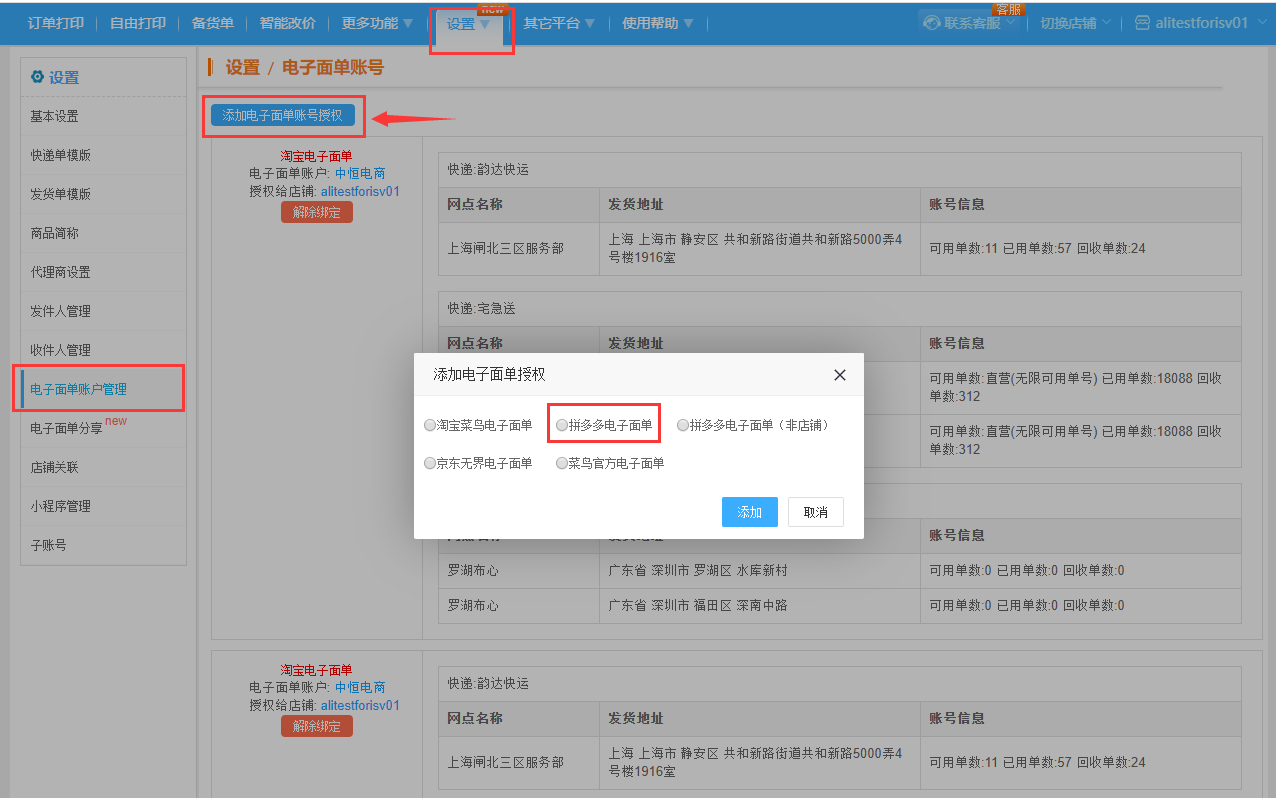 订单打印 自由打印 备货单 智能改价 更多功能 设置 new 其它平台 使用帮助 联系客服 客服 切换店铺 alitestforisv01
设置
基本设置
快递单模版
发货单模版
商品简称
代理商设置
发件人管理
收件人管理
电子面单账户管理
电子面单分享 new
店铺关联
小程序管理
子账号
设置 / 电子面单账号
添加电子面单账号授权
淘宝电子面单
电子面单账户: 中恒电商
授权给店铺: alitestforisv01
解除绑定
快递:韵达快运
网点名称 发货地址 账号信息
上海闸北三区服务部 上海 上海市 静安区 共和新路街道共和新路5000弄4
号楼1916室
可用单数:11 已用单数:57 回收单数:24
快递:宅急送
网点名称 发货地址 账号信息
可用单数:直营(无限可用单号) 已用单数:18088 回收
单数:312
可用单数:直营(无限可用单号) 已用单数:18088 回收
单数:312
添加电子面单授权
淘宝菜鸟电子面单 拼多多电子面单 拼多多电子面单（非店铺）
京东无界电子面单 菜鸟官方电子面单
添加 取消
账号信息
罗湖布心 广东省 深圳市 罗湖区 水库新村 可用单数:0 已用单数:0 回收单数:0
罗湖布心 广东省 深圳市 福田区 深南中路 可用单数:0 已用单数:0 回收单数:0
淘宝电子面单
电子面单账户: 中恒电商
授权给店铺: alitestforisv01
解除绑定
快递:韵达快运
网点名称 发货地址 账号信息
上海闸北三区服务部 上海 上海市 静安区 共和新路街道共和新路5000弄4
号楼1916室
可用单数:11 已用单数:57 回收单数:24